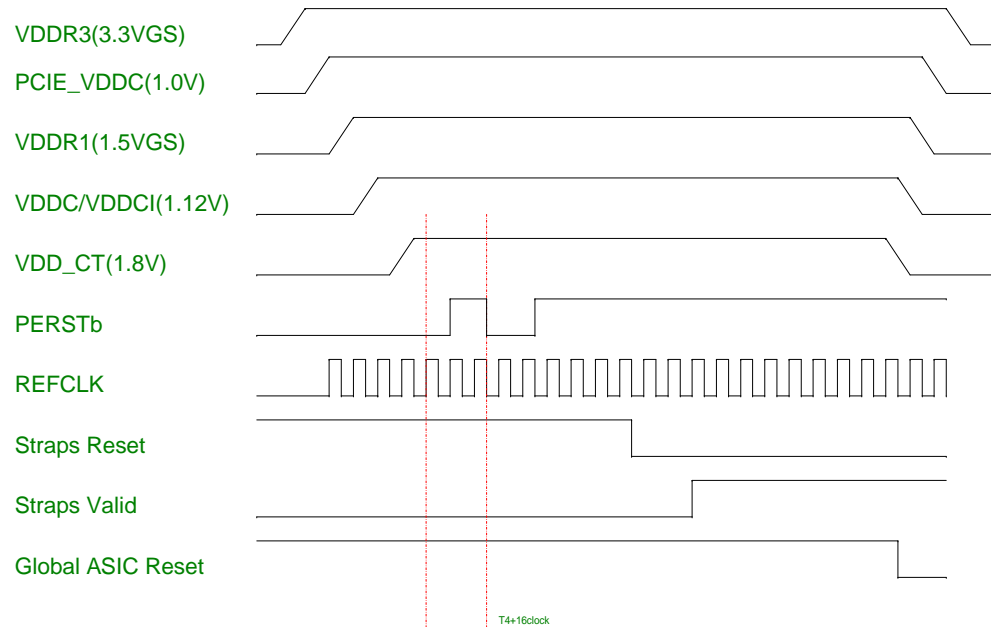 VDDR3(3.3VGS)
PCIE_VDDC(1.0V)
VDDR1(1.5VGS)
VDDC/VDDCI(1.12V)
VDD_CT(1.8V)
PERSTb
REFCLK
Straps Reset
Straps Valid
Global ASIC Reset
T4+16clock